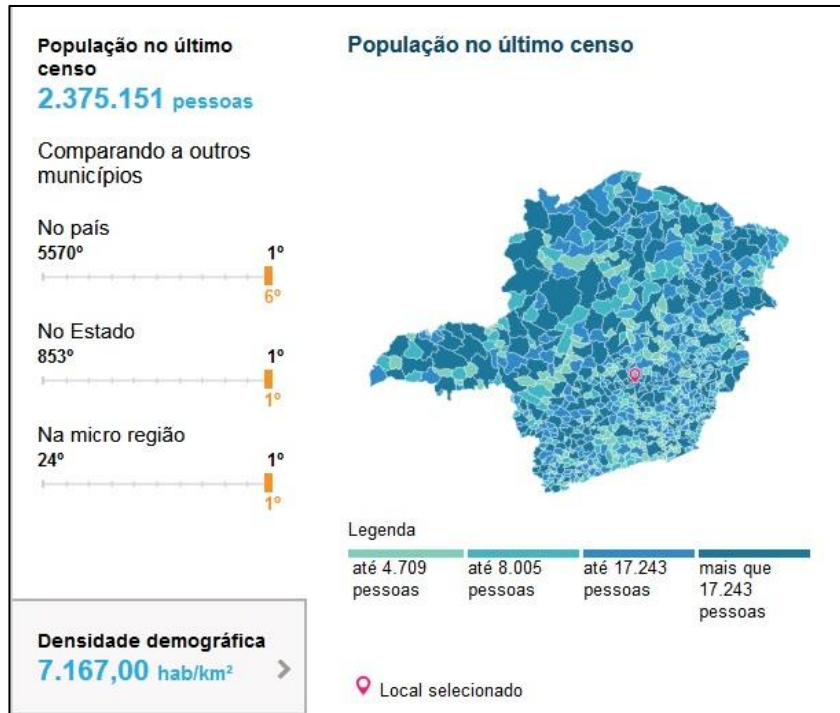 População no último
censo
2.375.151 pessoas
Comparando a outros
municípios
No país
5570º 1º
6º
No Estado
853º 1º
1º
Na micro região
24º 1º
1º
Densidade demográfica
7.167,00 hab/km²
População no último censo
Legenda
até 4.709
pessoas
até 8.005
pessoas
até 17.243
pessoas
mais que
17.243
pessoas
Local selecionado